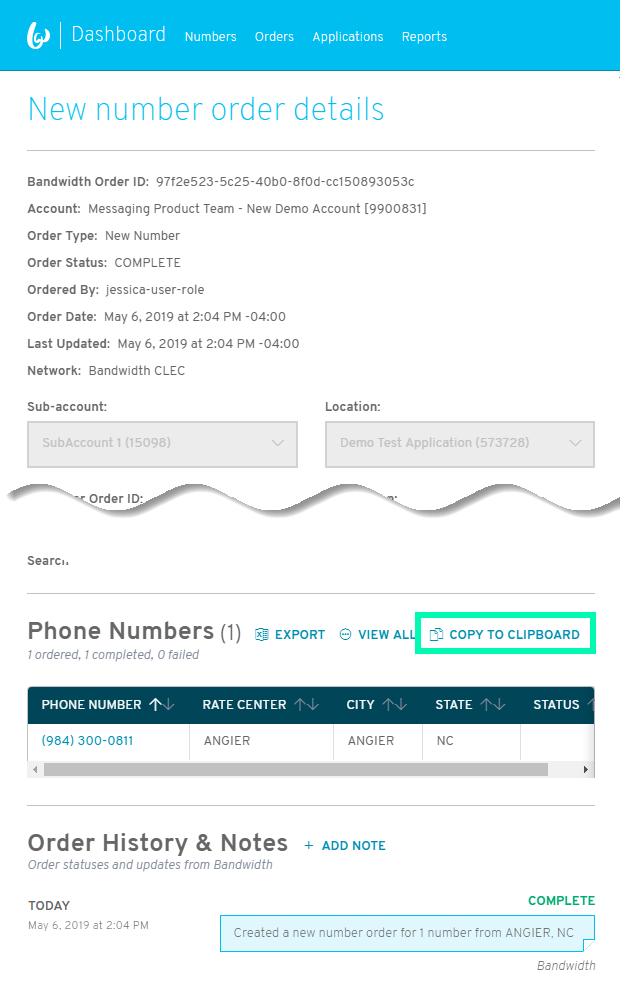 Dashboard Numbers Orders Applications Reports
New number order details
Bandwidth Order ID: 97f2e523-5c25-40b0-8f0d-cc150893053c
Account: Messaging Product Team - New Demo Account [9900831]
Order Type: New Number
Order Status: COMPLETE
Ordered By: jessica-user-role
Order Date: May 6, 2019 at 2:04 PM -04:00
Last Updated: May 6, 2019 at 2:04 PM -04:00
Network: Bandwidth CLEC
Sub-account: Location:
SubAccount 1 (15098) Demo Test Application (573728)
Order ID:
Search
Phone Numbers (1) EXPORT VIEW ALL COPY TO CLIPBOARD
1 ordered, 1 completed, 0 failed
PHONE NUMBER RATE CENTER CITY STATE STATUS
(984) 300-0811 ANGIER ANGIER NC
Order History & Notes + ADD NOTE
Order statuses and updates from Bandwidth
COMPLETE
TODAY
May 6, 2019 at 2:04 PM
Created a new number order for 1 number from ANGIER, NC
Bandwidth